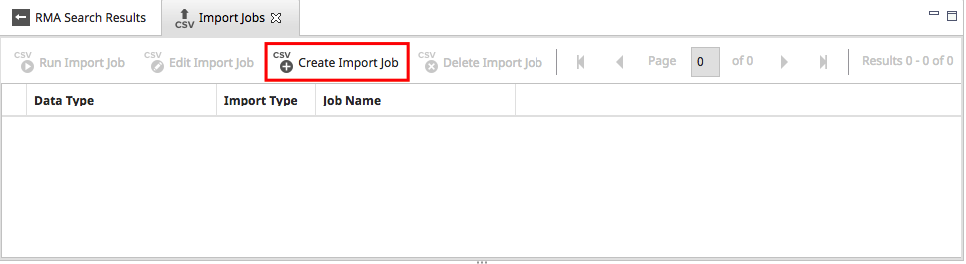 RMA Search Results
CSV Import Jobs
CSV Run Import Job CSV Edit Import Job CSV Create Import Job CSV Delete Import Job Page 0 of 0 Results 0 - 0 of 0
Data Type Import Type Job Name